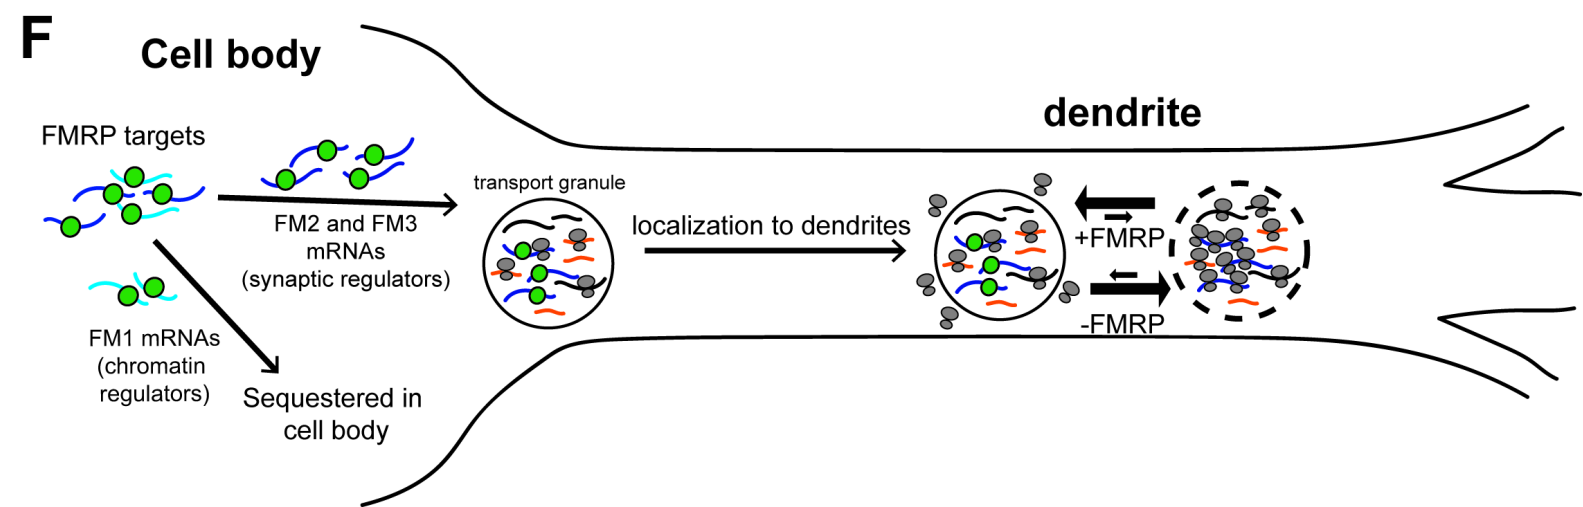 F
Cell body
dendrite
FMRP targets
transport granule
FM2 and FM3
mRNAs
(synaptic regulators)
localization to dendrites
+FMRP
-FMRP
FM1 mRNAs
(chromatin
regulators)
Sequestered in
cell body